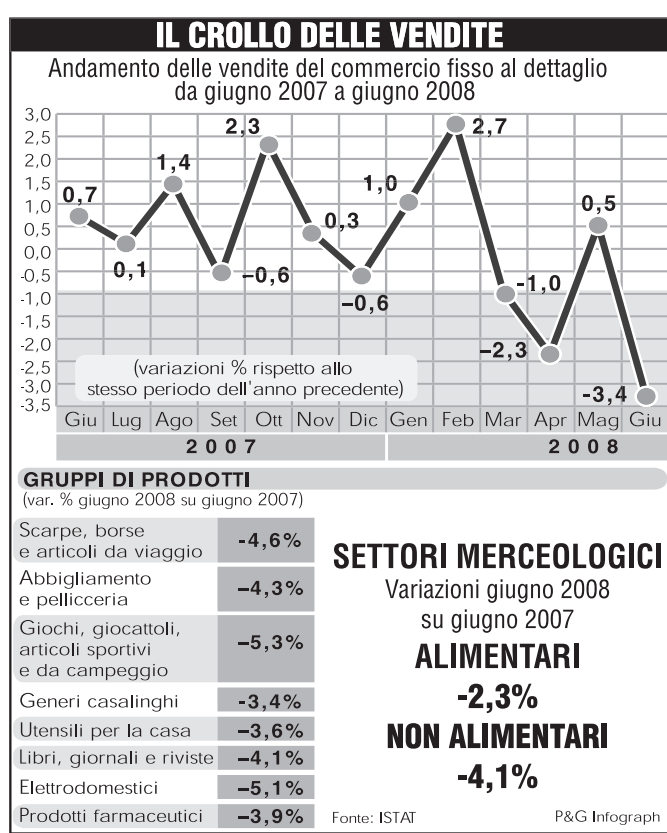 IL CROLLO DELLE VENDITE
Andamento delle vendite del commercio fisso al dettaglio
da giugno 2007 a giugno 2008
3,0
2,5
2,0
1,5
1,0
0,5
0,0
-0,5
-1,0
-1,5
-2,0
-2,5
-3,0
-3,5
0,7
0,1
1,4
–0,6
2,3
0,3
–0,6
1,0
2,7
-1,0
–2,3
0,5
-3,4
(variazioni % rispetto allo
stesso periodo dell'anno precedente)
Giu Lug Ago Set Ott Nov Dic Gen Feb Mar Apr Mag Giu
2007 2008
GRUPPI DI PRODOTTI
(var. % giugno 2008 su giugno 2007)
Scarpe, borse
e articoli da viaggio -4,6%
Abbigliamento
e pellicceria –4,3%
Giochi, giocattoli,
articoli sportivi
e da campeggio –5,3%
Generi casalinghi -3,4%
Utensili per la casa –3,6%
Libri, giornali e riviste –4,1%
Elettrodomestici –5,1%
Prodotti farmaceutici –3,9%
SETTORI MERCEOLOGICI
Variazioni giugno 2008
su giugno 2007
ALIMENTARI
-2,3%
NON ALIMENTARI
-4,1%
Fonte: ISTAT P&G Infograph